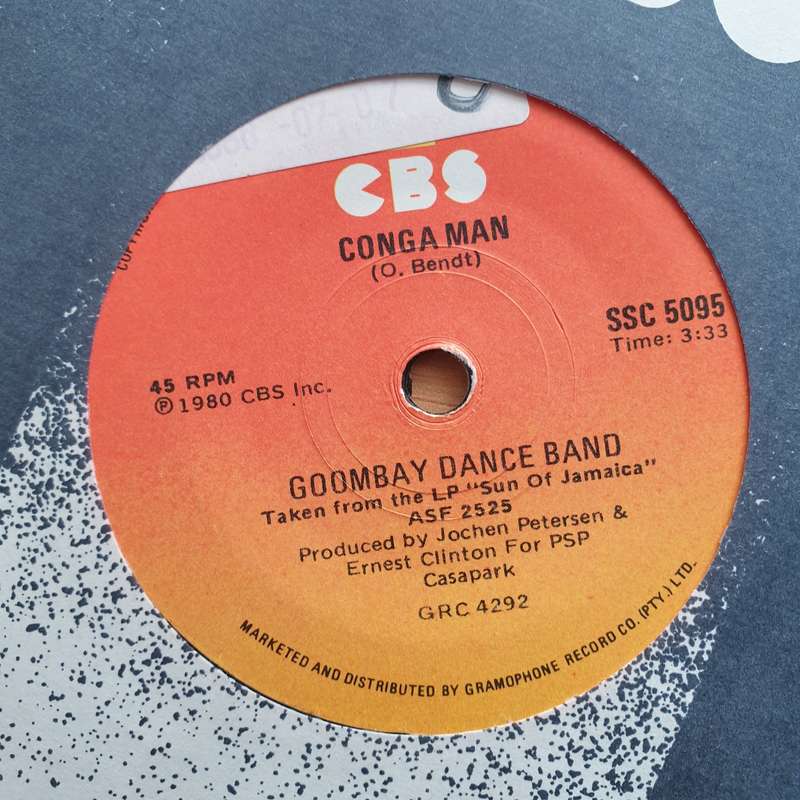 CBS
CONGA MAN
(O. Bendt)
SSC 5095
Time: 3:33
45 RPM
℗ 1980 CBS Inc.
GOOMBAY DANCE BAND
Taken from the LP "Sun Of Jamaica"
ASF 2525
Produced by Jochen Petersen &
Ernest Clinton For PSP
Casapark
GRC 4292
MARKETED AND DISTRIBUTED BY GRAMOPHONE RECORD CO. (PTY.) LTD.